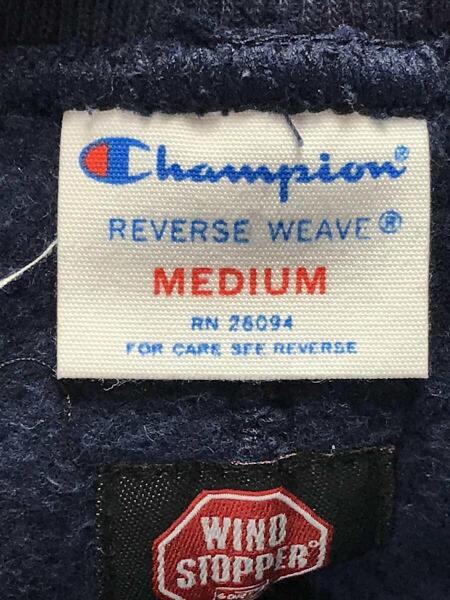 Champion®
REVERSE WEAVE®
MEDIUM
RN 26094
FOR CARE SEE REVERSE
WIND
STOPPER®